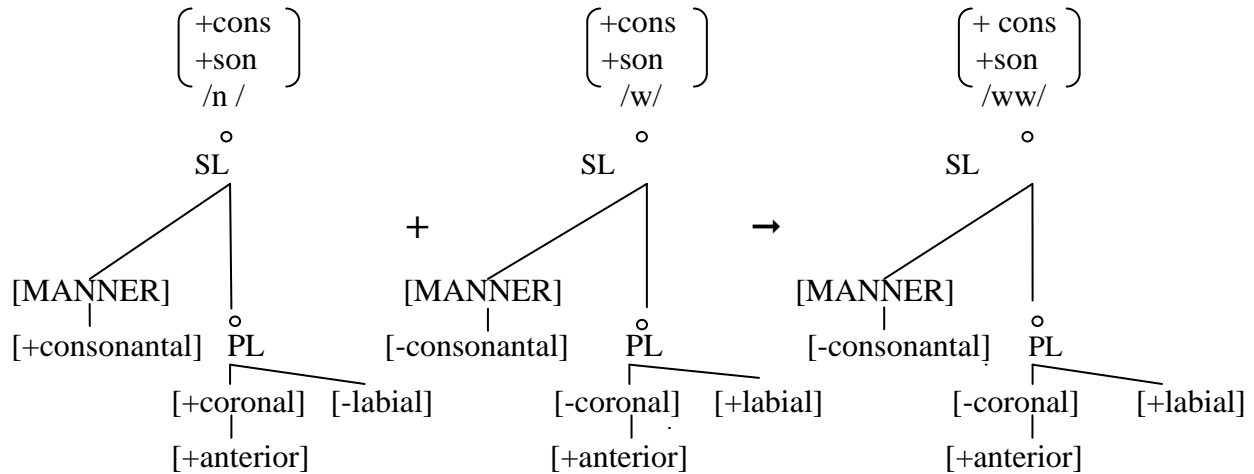 +cons +cons + cons
+son +son +son
/n / /w/ /ww/
SL SL SL
+ →
[MANNER] [MANNER] [MANNER]
[+consonantal] PL [-consonantal] PL [-consonantal] PL
[+coronal] [-labial] [-coronal] [+labial] [-coronal] [+labial]
[+anterior] [+anterior] [+anterior]